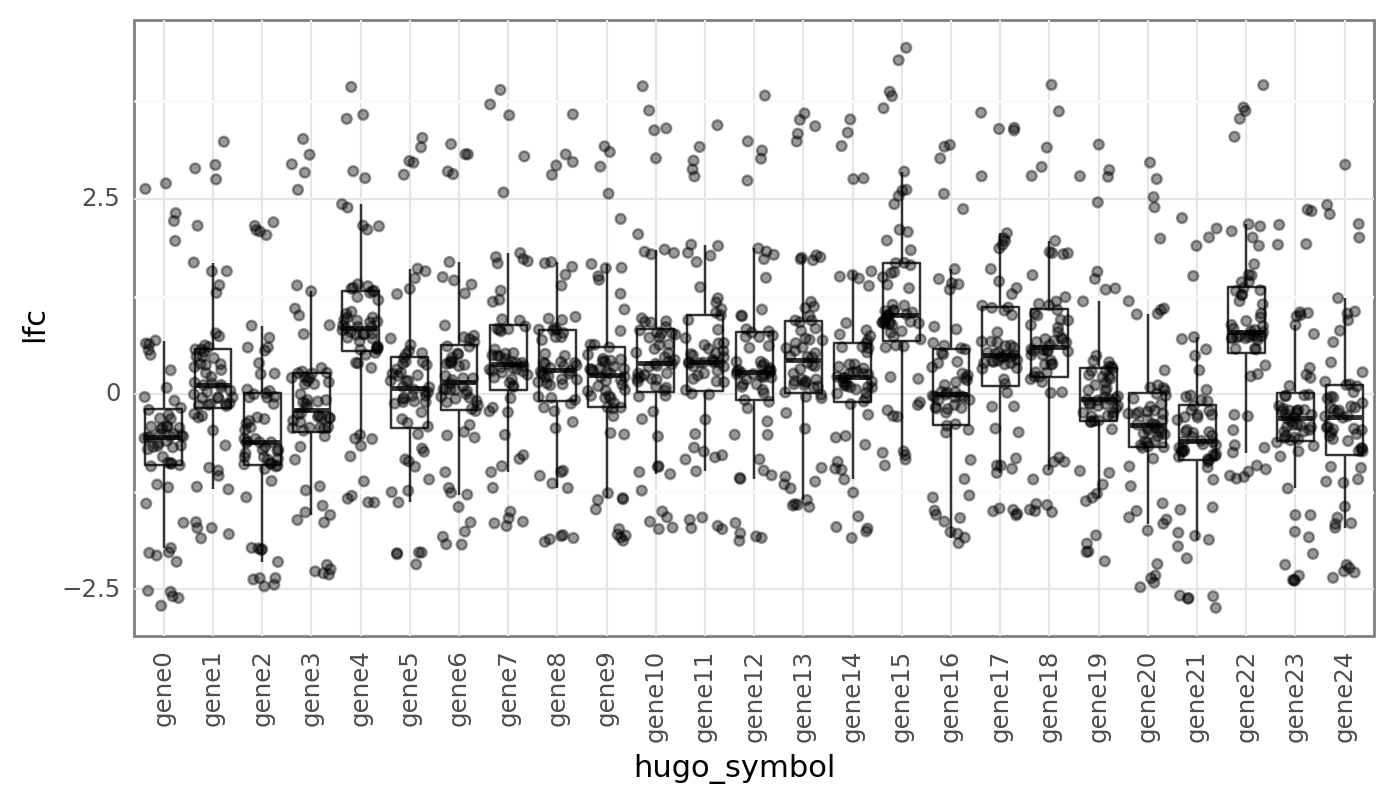 lfc
2.5
0
−2.5
gene0 gene1 gene2 gene3 gene4 gene5 gene6 gene7 gene8 gene9 gene10 gene11 gene12 gene13 gene14 gene15 gene16 gene17 gene18 gene19 gene20 gene21 gene22 gene23 gene24
hugo_symbol